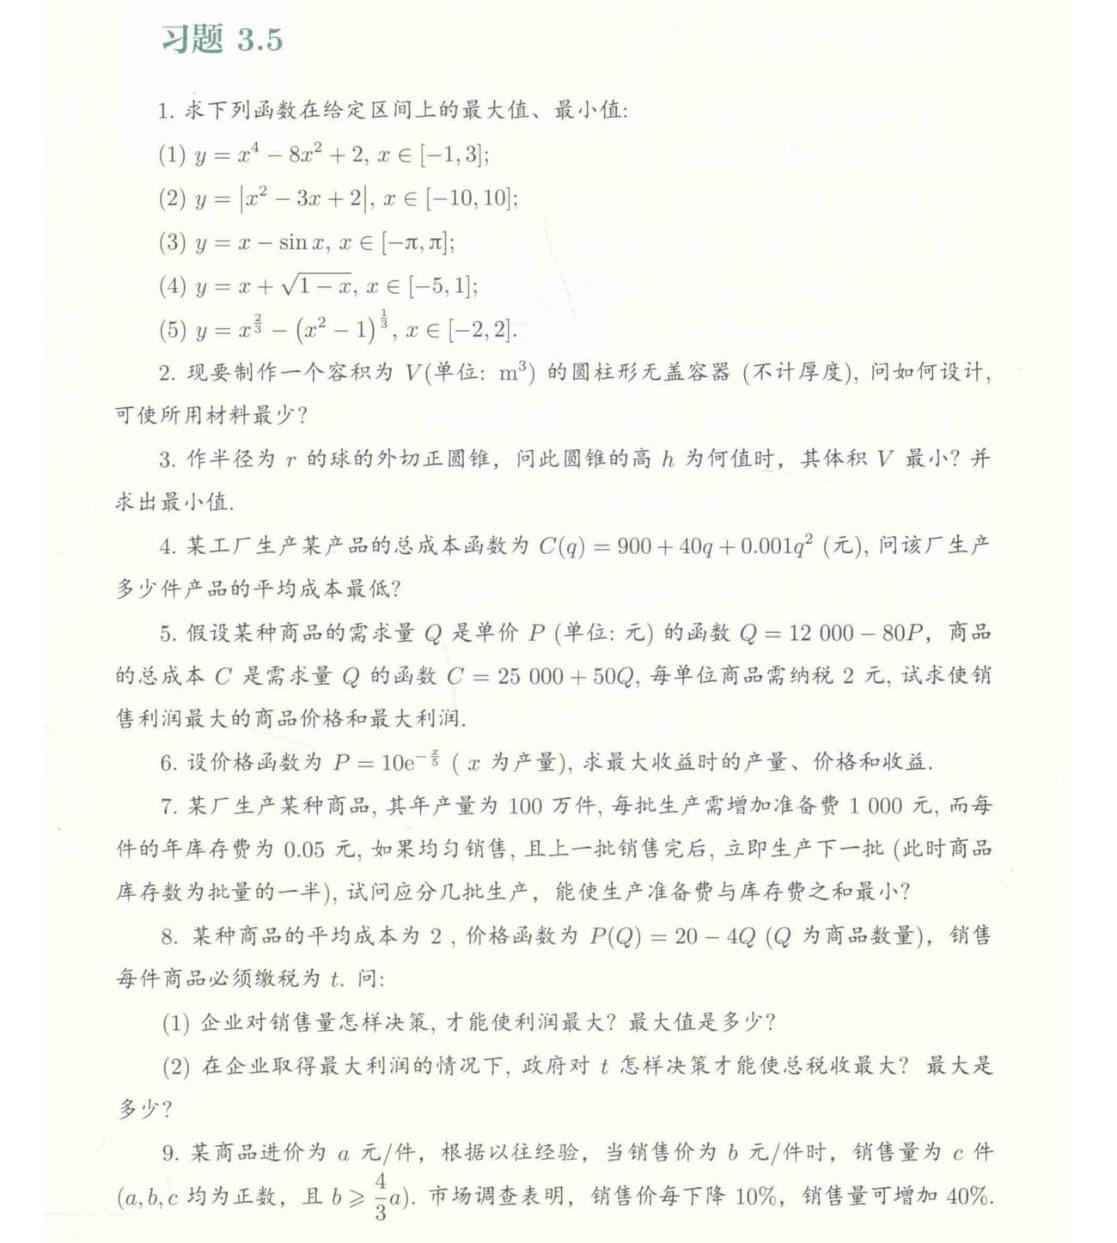 习题 3.5
1. 求下列函数在给定区间上的最大值、最小值:
(1) y = x⁴ − 8x² + 2, x ∈ [−1, 3];
(2) y = |x² − 3x + 2|, x ∈ [−10, 10];
(3) y = x − sin x, x ∈ [−π, π];
(4) y = x + √(1 − x), x ∈ [−5, 1];
(5) y = x^(2/3) − (x² − 1)^(1/3), x ∈ [−2, 2].
2. 现要制作一个容积为 V(单位: m³) 的圆柱形无盖容器 (不计厚度), 问如何设计,
可使所用材料最少?
3. 作半径为 r 的球的外切正圆锥, 问此圆锥的高 h 为何值时, 其体积 V 最小? 并
求出最小值.
4. 某工厂生产某产品的总成本函数为 C(q) = 900 + 40q + 0.001q² (元), 问该厂生产
多少件产品的平均成本最低?
5. 假设某种商品的需求量 Q 是单价 P (单位: 元) 的函数 Q = 12 000 − 80P, 商品
的总成本 C 是需求量 Q 的函数 C = 25 000 + 50Q, 每单位商品需纳税 2 元, 试求使销
售利润最大的商品价格和最大利润.
6. 设价格函数为 P = 10e^(−x/5) ( x 为产量), 求最大收益时的产量、价格和收益.
7. 某厂生产某种商品, 其年产量为 100 万件, 每批生产需增加准备费 1 000 元, 而每
件的年库存费为 0.05 元, 如果均匀销售, 且上一批销售完后, 立即生产下一批 (此时商品
库存数为批量的一半), 试问应分几批生产, 能使生产准备费与库存费之和最小?
8. 某种商品的平均成本为 2 , 价格函数为 P(Q) = 20 − 4Q (Q 为商品数量), 销售
每件商品必须缴税为 t. 问:
(1) 企业对销售量怎样决策, 才能使利润最大? 最大值是多少?
(2) 在企业取得最大利润的情况下, 政府对 t 怎样决策才能使总税收最大? 最大是
多少?
9. 某商品进价为 a 元/件, 根据以往经验, 当销售价为 b 元/件时, 销售量为 c 件
(a, b, c 均为正数, 且 b ⩾ 4/3 a). 市场调查表明, 销售价每下降 10%, 销售量可增加 40%.